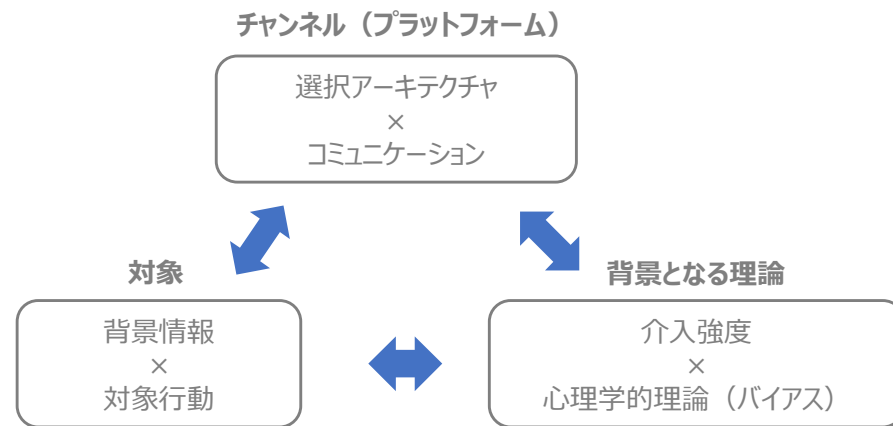 チャンネル（プラットフォーム）
選択アーキテクチャ
×
コミュニケーション
対象
背景情報
×
対象行動
背景となる理論
介入強度
×
心理学的理論（バイアス）